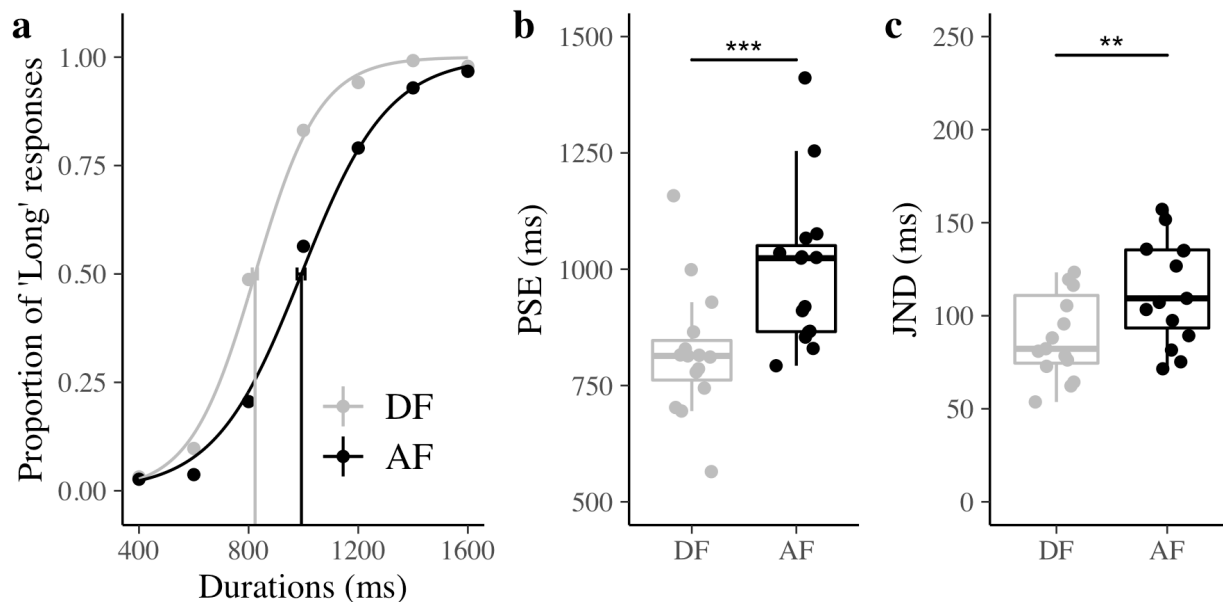 a
Proportion of 'Long' responses
1.00
0.75
0.50
0.25
0.00
400 800 1200 1600
Durations (ms)
DF
AF
b
PSE (ms)
1500
1250
1000
750
500
***
DF AF
c
JND (ms)
250
200
150
100
50
0
**
DF AF